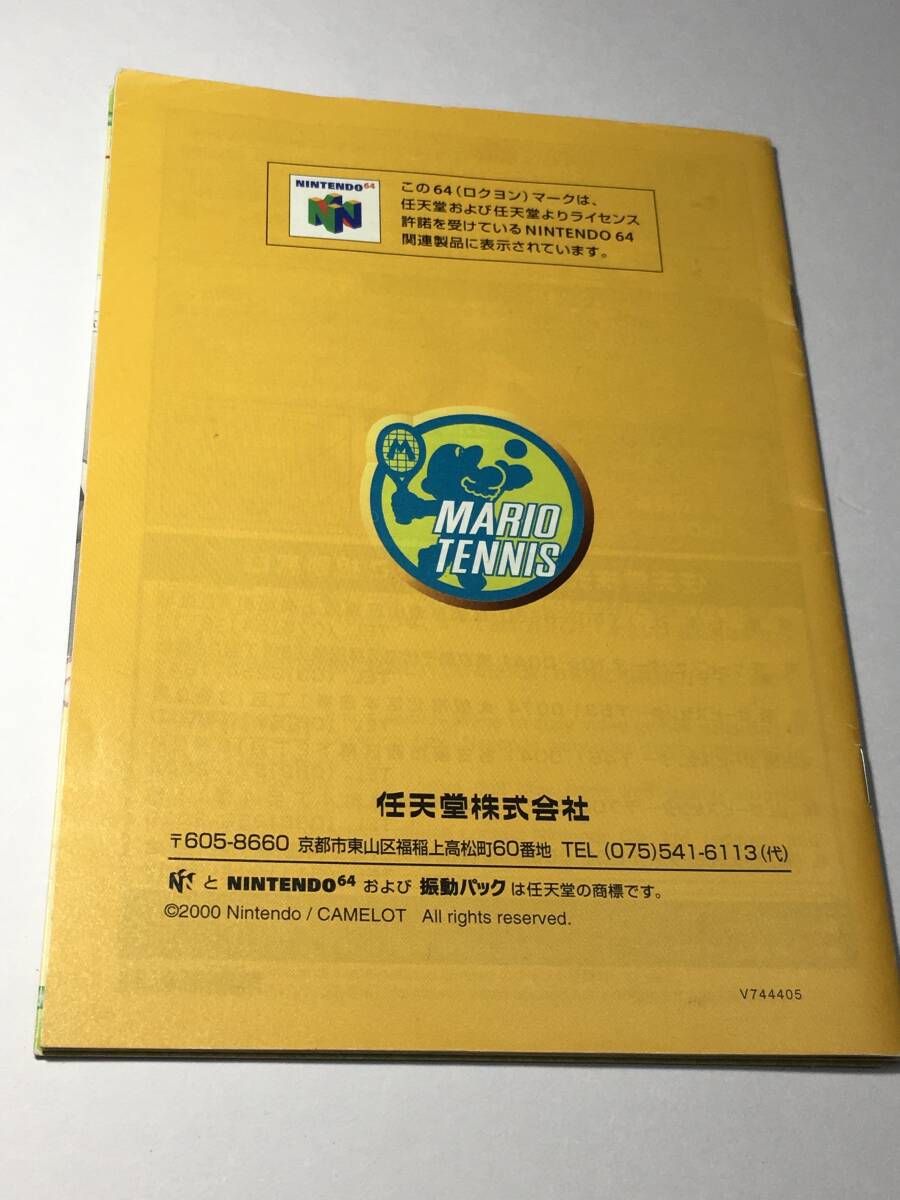 NINTENDO64
この64(ロクヨン)マークは、
任天堂および任天堂よりライセンス
許諾を受けているNINTENDO 64
関連製品に表示されています。
M
MARIO
TENNIS
任天堂株式会社
〒605-8660 京都市東山区福稲上高松町60番地 TEL (075)541-6113(代)
と NINTENDO64 および 振動パック は任天堂の商標です。
©2000 Nintendo / CAMELOT All rights reserved.
V744405